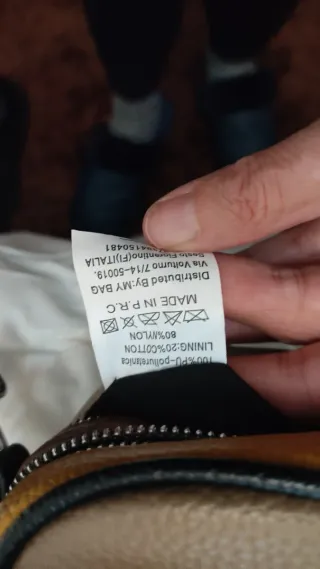 100%PU-poliuretanica
LINING:20%COTTON
80%NYLON
MADE IN P.R.C
Distributed By:MY BAG
Via Volturno 7/14-50019.
Sesto Fiorentino(FI)ITALIA